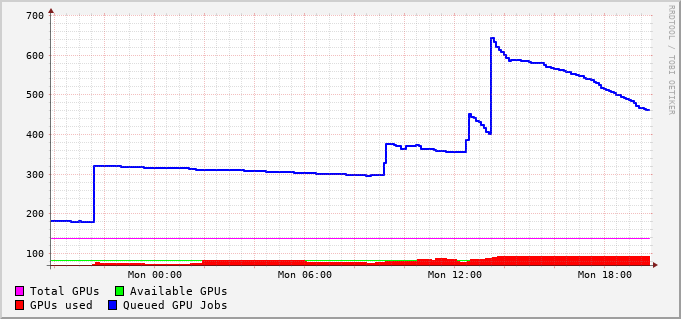 700
600
500
400
300
200
100
Mon 00:00 Mon 06:00 Mon 12:00 Mon 18:00
Total GPUs Available GPUs
GPUs used Queued GPU Jobs
RRDTOOL / TOBI OETIKER